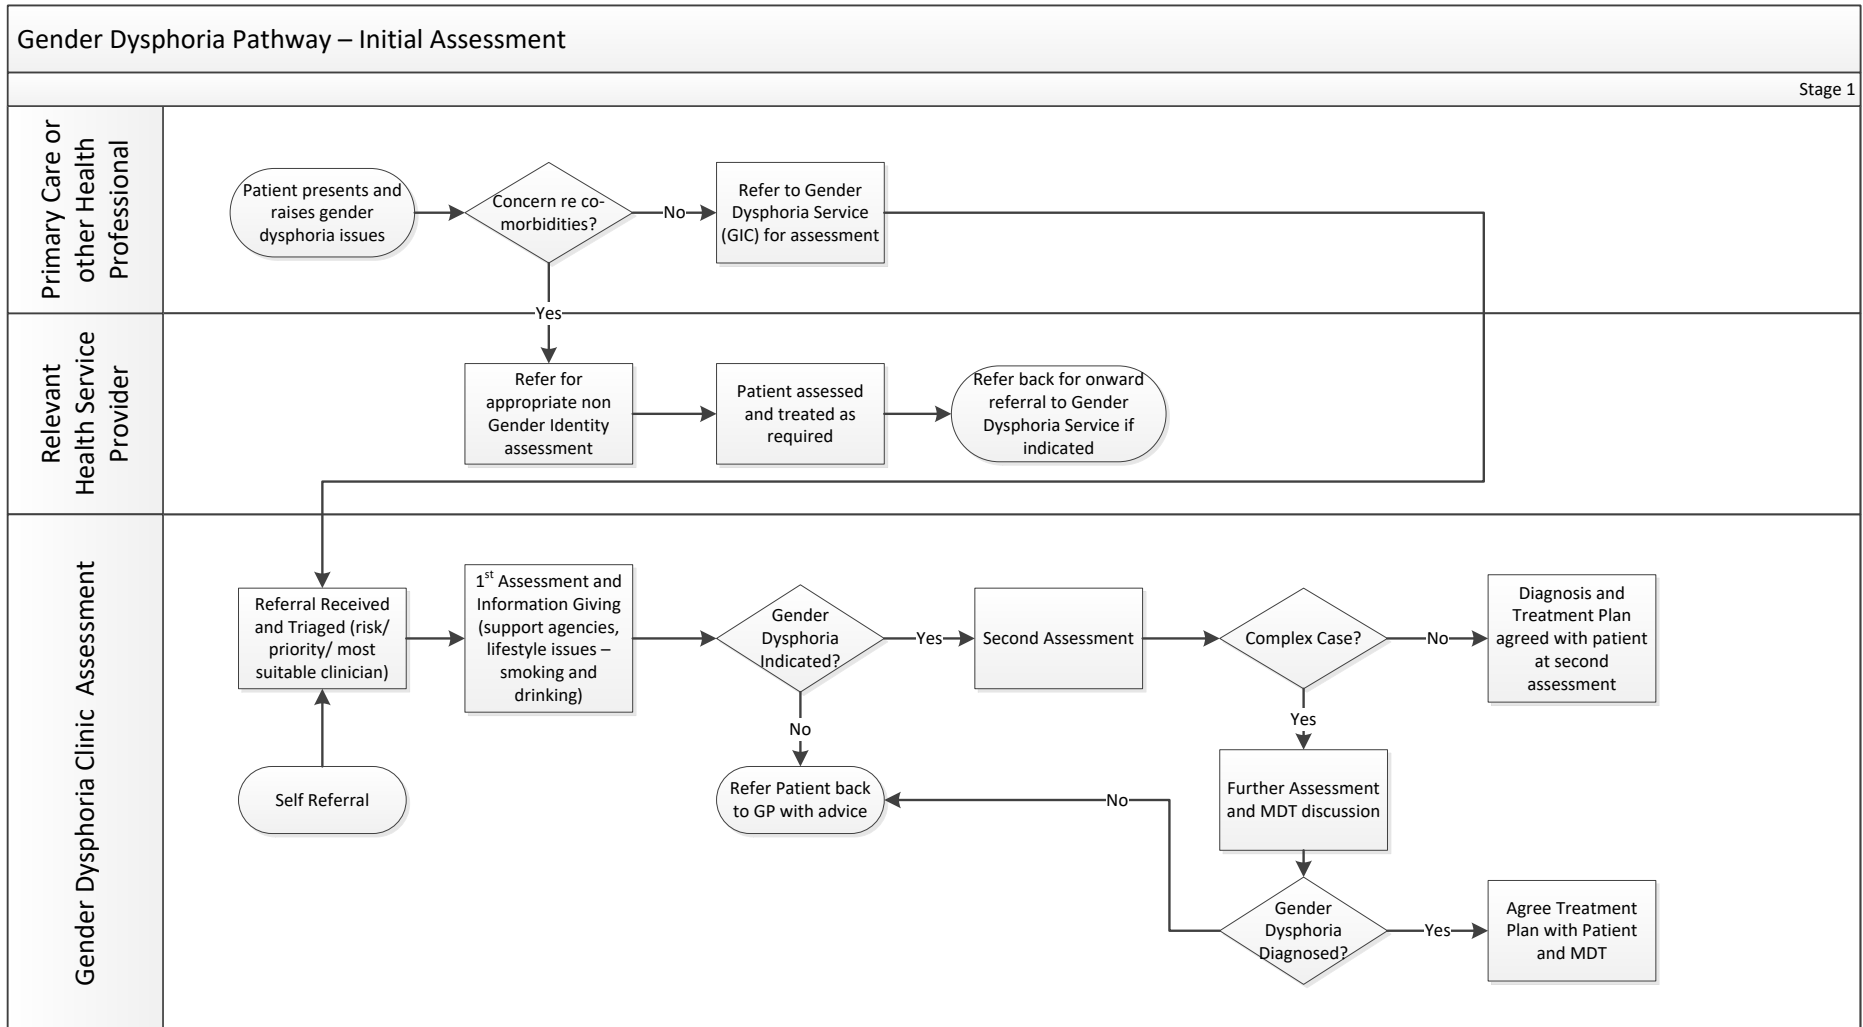 Gender Dysphoria Pathway – Initial Assessment
Stage 1
Primary Care or
other Health
Professional
Patient presents and
raises gender
dysphoria issues
Concern re co-
morbidities?
No
Refer to Gender
Dysphoria Service
(GIC) for assessment
Yes
Relevant
Health Service
Provider
Refer for
appropriate non
Gender Identity
assessment
Patient assessed
and treated as
required
Refer back for onward
referral to Gender
Dysphoria Service if
indicated
Gender Dysphoria Clinic Assessment
Referral Received
and Triaged (risk/
priority/ most
suitable clinician)
1st Assessment and
Information Giving
(support agencies,
lifestyle issues –
smoking and
drinking)
Gender
Dysphoria
Indicated?
Yes
Second Assessment
Complex Case?
No
Diagnosis and
Treatment Plan
agreed with patient
at second
assessment
No
Yes
Self Referral
Refer Patient back
to GP with advice
No
Further Assessment
and MDT discussion
Gender
Dysphoria
Diagnosed?
Yes
Agree Treatment
Plan with Patient
and MDT